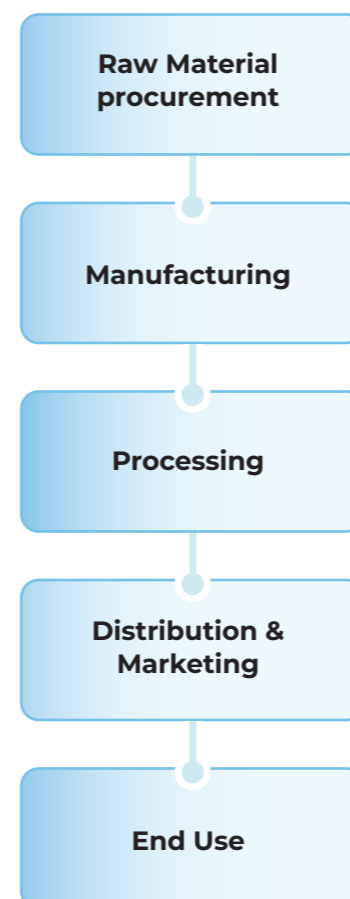 Raw Material
procurement
Manufacturing
Processing
Distribution &
Marketing
End Use